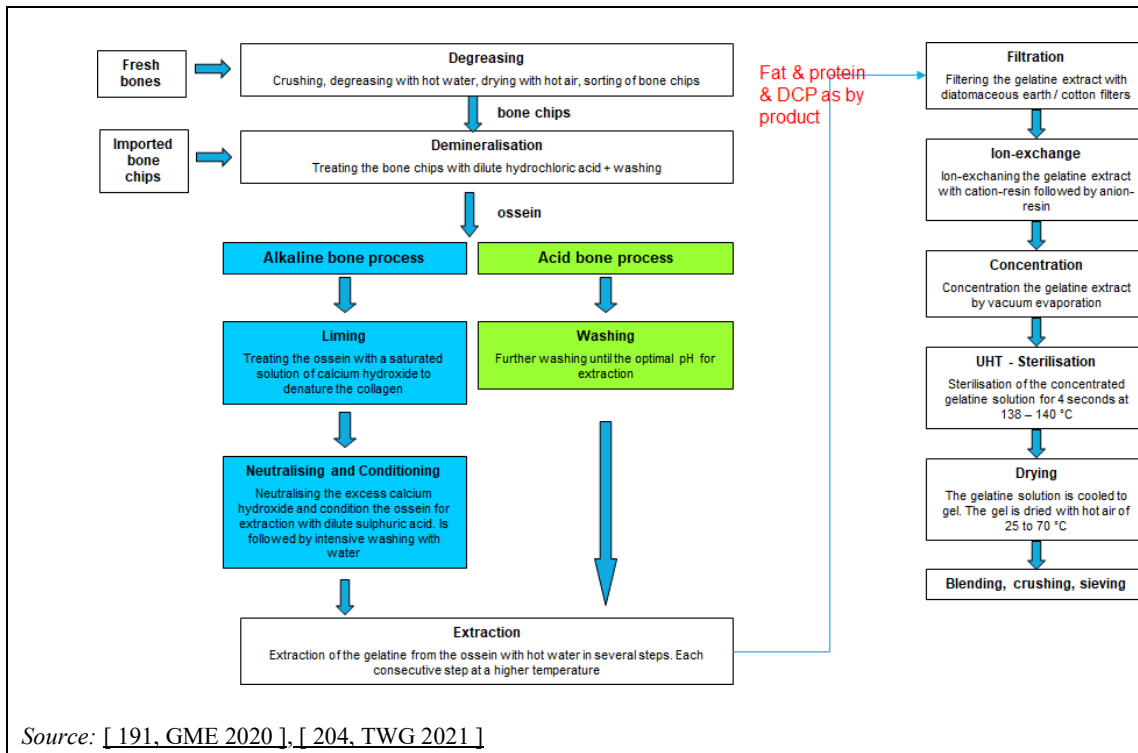 Fresh
bones
Degreasing
Crushing, degreasing with hot water, drying with hot air, sorting of bone chips
bone chips
Imported
bone
chips
Demineralisation
Treating the bone chips with dilute hydrochloric acid + washing
ossein
Alkaline bone process
Acid bone process
Liming
Treating the ossein with a saturated
solution of calcium hydroxide to
denature the collagen
Washing
Further washing until the optimal pH for
extraction
Neutralising and Conditioning
Neutralising the excess calcium
hydroxide and condition the ossein for
extraction with dilute sulphuric acid. Is
followed by intensive washing with
water
Extraction
Extraction of the gelatine from the ossein with hot water in several steps. Each
consecutive step at a higher temperature
Fat & protein
& DCP as by
product
Filtration
Filtering the gelatine extract with
diatomaceous earth / cotton filters
Ion-exchange
Ion-exchaning the gelatine extract
with cation-resin followed by anion-
resin
Concentration
Concentration the gelatine extract
by vacuum evaporation
UHT - Sterilisation
Sterilisation of the concentrated
gelatine solution for 4 seconds at
138 – 140 °C
Drying
The gelatine solution is cooled to
gel. The gel is dried with hot air of
25 to 70 °C
Blending, crushing, sieving
Source: [ 191, GME 2020 ], [ 204, TWG 2021 ]